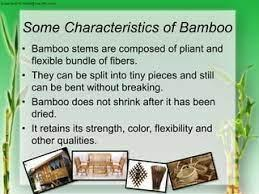 Some Characteristics of Bamboo
• Bamboo stems are composed of pliant and
flexible bundle of fibers.
• They can be split into tiny pieces and still
can be bent without breaking.
• Bamboo does not shrink after it has been
dried.
• It retains its strength, color, flexibility and
other qualities.